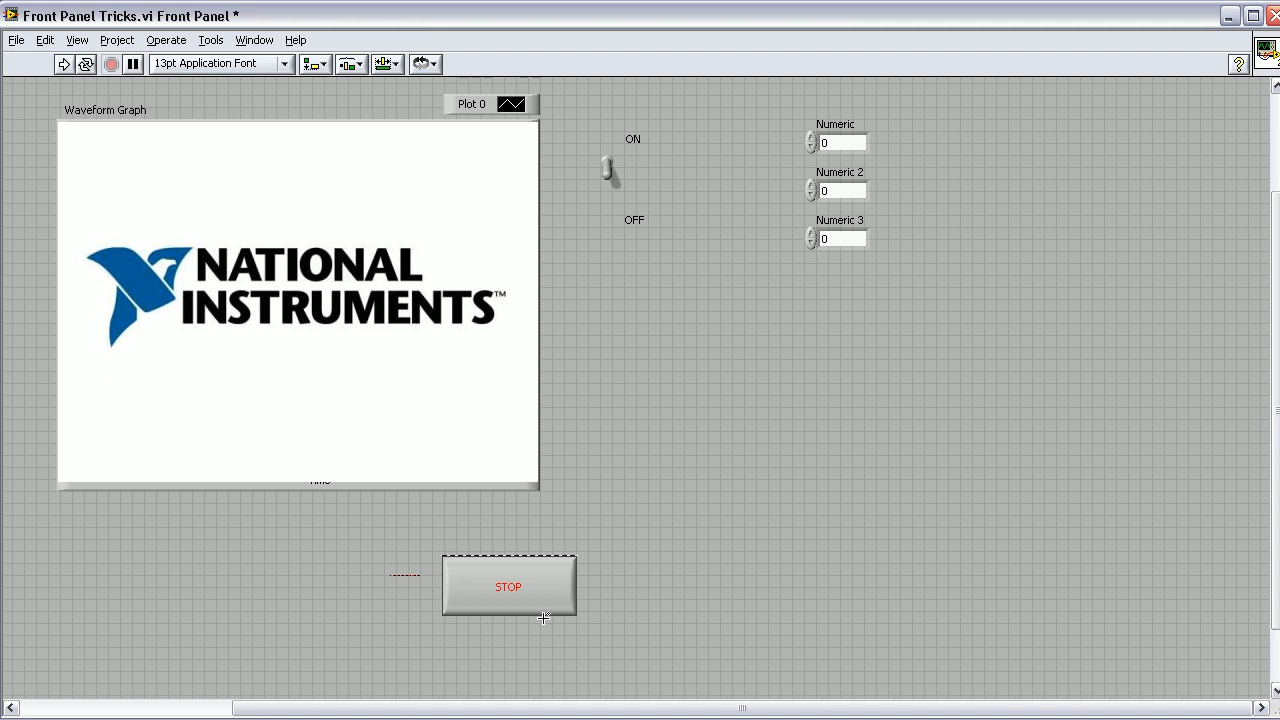 Front Panel Tricks.vi Front Panel *
File Edit View Project Operate Tools Window Help
13pt Application Font
?
Waveform Graph
Plot 0
NATIONAL
INSTRUMENTS™
ON
OFF
Numeric
0
Numeric 2
0
Numeric 3
0
STOP